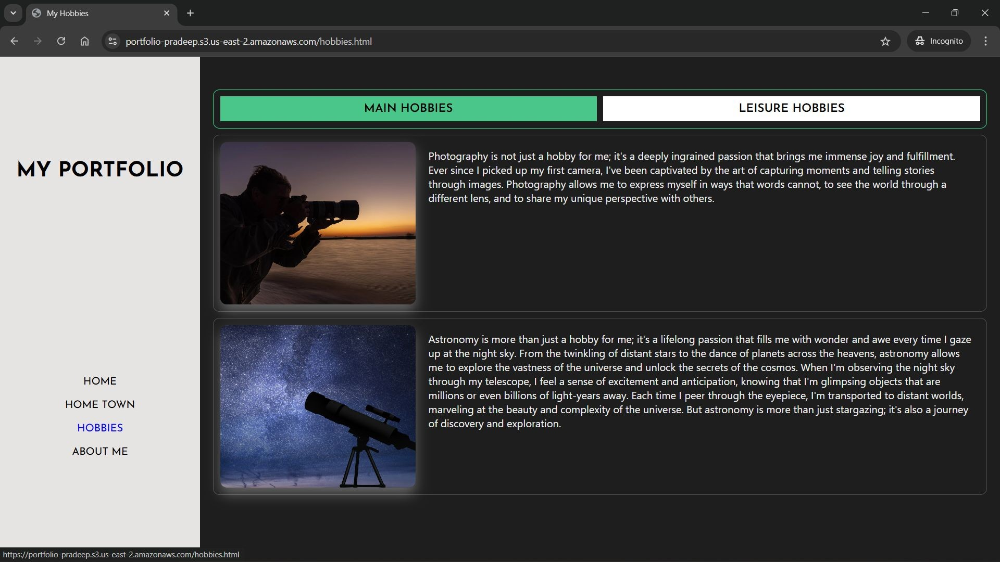 My Hobbies
portfolio-pradeep.s3.us-east-2.amazonaws.com/hobbies.html
Incognito
MY PORTFOLIO
HOME
HOME TOWN
HOBBIES
ABOUT ME
MAIN HOBBIES
LEISURE HOBBIES
Photography is not just a hobby for me; it's a deeply ingrained passion that brings me immense joy and fulfillment.
Ever since I picked up my first camera, I've been captivated by the art of capturing moments and telling stories
through images. Photography allows me to express myself in ways that words cannot, to see the world through a
different lens, and to share my unique perspective with others.
Astronomy is more than just a hobby for me; it's a lifelong passion that fills me with wonder and awe every time I gaze
up at the night sky. From the twinkling of distant stars to the dance of planets across the heavens, astronomy allows
me to explore the vastness of the universe and unlock the secrets of the cosmos. When I'm observing the night sky
through my telescope, I feel a sense of excitement and anticipation, knowing that I'm glimpsing objects that are
millions or even billions of light-years away. Each time I peer through the eyepiece, I'm transported to distant worlds,
marveling at the beauty and complexity of the universe. But astronomy is more than just stargazing; it's also a journey
of discovery and exploration.
https://portfolio-pradeep.s3.us-east-2.amazonaws.com/hobbies.html